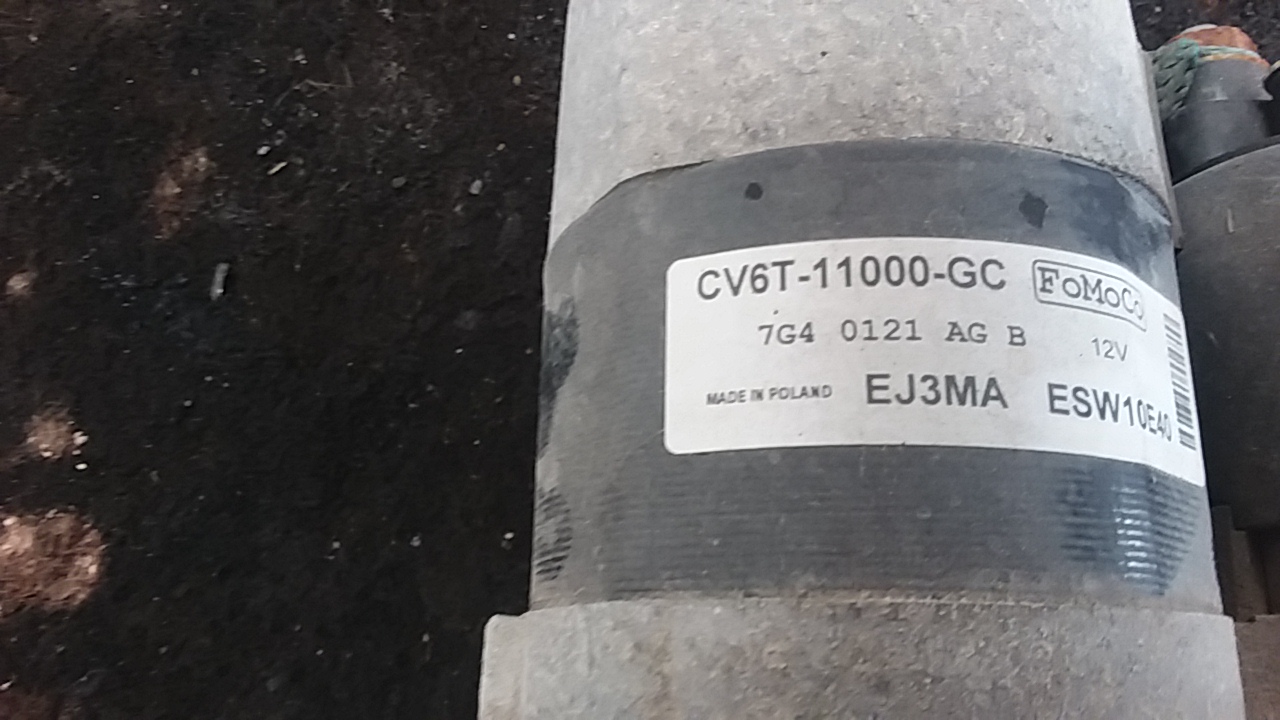 CV6T-11000-GC FoMoCo
7G4 0121 AG B 12V
MADE IN POLAND EJ3MA ESW10E40